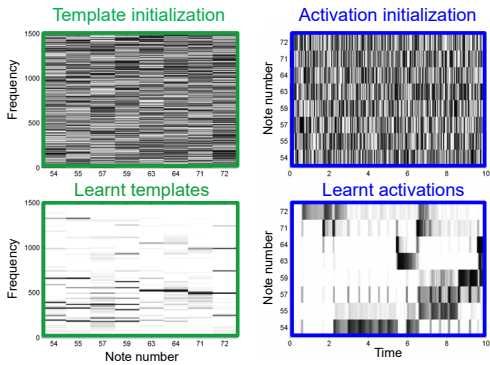 Template initialization
Activation initialization
Frequency
1500
1000
500
0
54 55 57 59 63 64 71 72
Note number
72
71
64
63
59
57
55
54
0 2 4 6 8 10
Learnt templates
Learnt activations
Frequency
1500
1000
500
0
54 55 57 59 63 64 71 72
Note number
Note number
72
71
64
63
59
57
55
54
0 2 4 6 8 10
Time